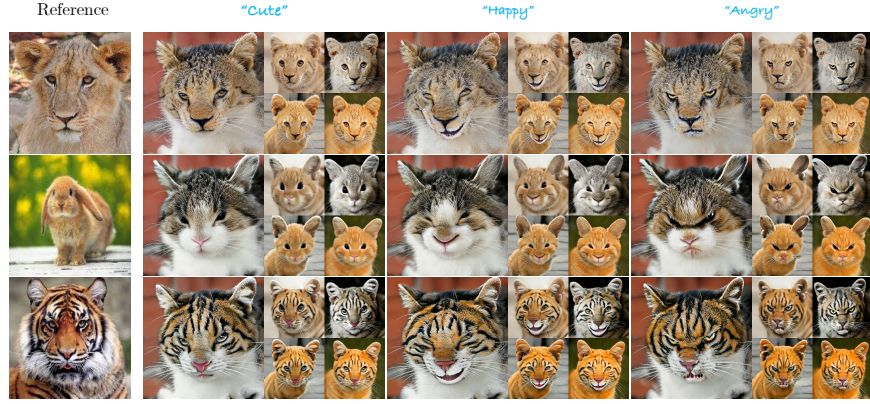 Reference
“Cute”
“Happy”
“Angry”